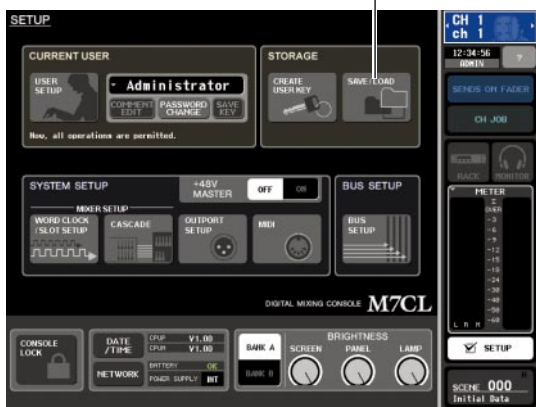 SETUP
CURRENT USER
USER
SETUP
Administrator
COMMENT
EDIT
PASSWORD
CHANGE
SAVE
KEY
Now, all operations are permitted.
STORAGE
CREATE
USER KEY
SAVE/LOAD
SYSTEM SETUP
+48V
MASTER
OFF
ON
MIXER SETUP
WORD CLOCK
/SLOT SETUP
CASCADE
OUTPORT
SETUP
MIDI
BUS SETUP
BUS
SETUP
DIGITAL MIXING CONSOLE M7CL
CONSOLE
LOCK
DATE
/TIME
NETWORK
CPUP V1.00
CPUM V1.00
BATTERY OK
POWER SUPPLY INT
BANK A
BANK B
BRIGHTNESS
SCREEN
PANEL
LAMP
CH 1
ch 1
12:34:56
ADMIN
?
SENDS ON FADER
CH JOB
RACK
MONITOR
METER
Σ
OVER
-3
-6
-9
-12
-15
-18
-24
-30
-40
-50
-60
L R M
SETUP
R
SCENE 000
Initial Data